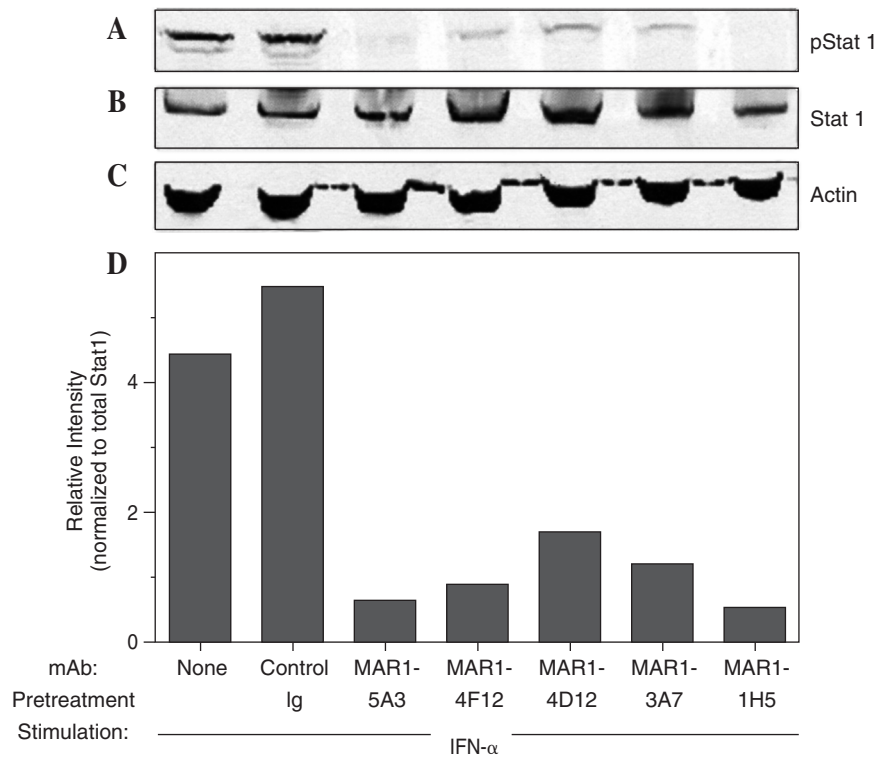 A
pStat 1
B
Stat 1
C
Actin
D
Relative Intensity
(normalized to total Stat1)
4
2
0
mAb: None Control MAR1- MAR1- MAR1- MAR1- MAR1-
Pretreatment Ig 5A3 4F12 4D12 3A7 1H5
Stimulation: IFN-α